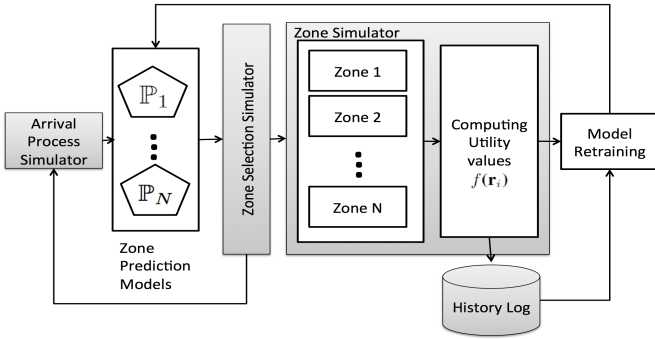 Arrival
Process
Simulator
ℙ₁
ℙ_N
Zone
Prediction
Models
Zone Selection Simulator
Zone Simulator
Zone 1
Zone 2
Zone N
Computing
Utility
values
f(𝐫ᵢ)
Model
Retraining
History Log